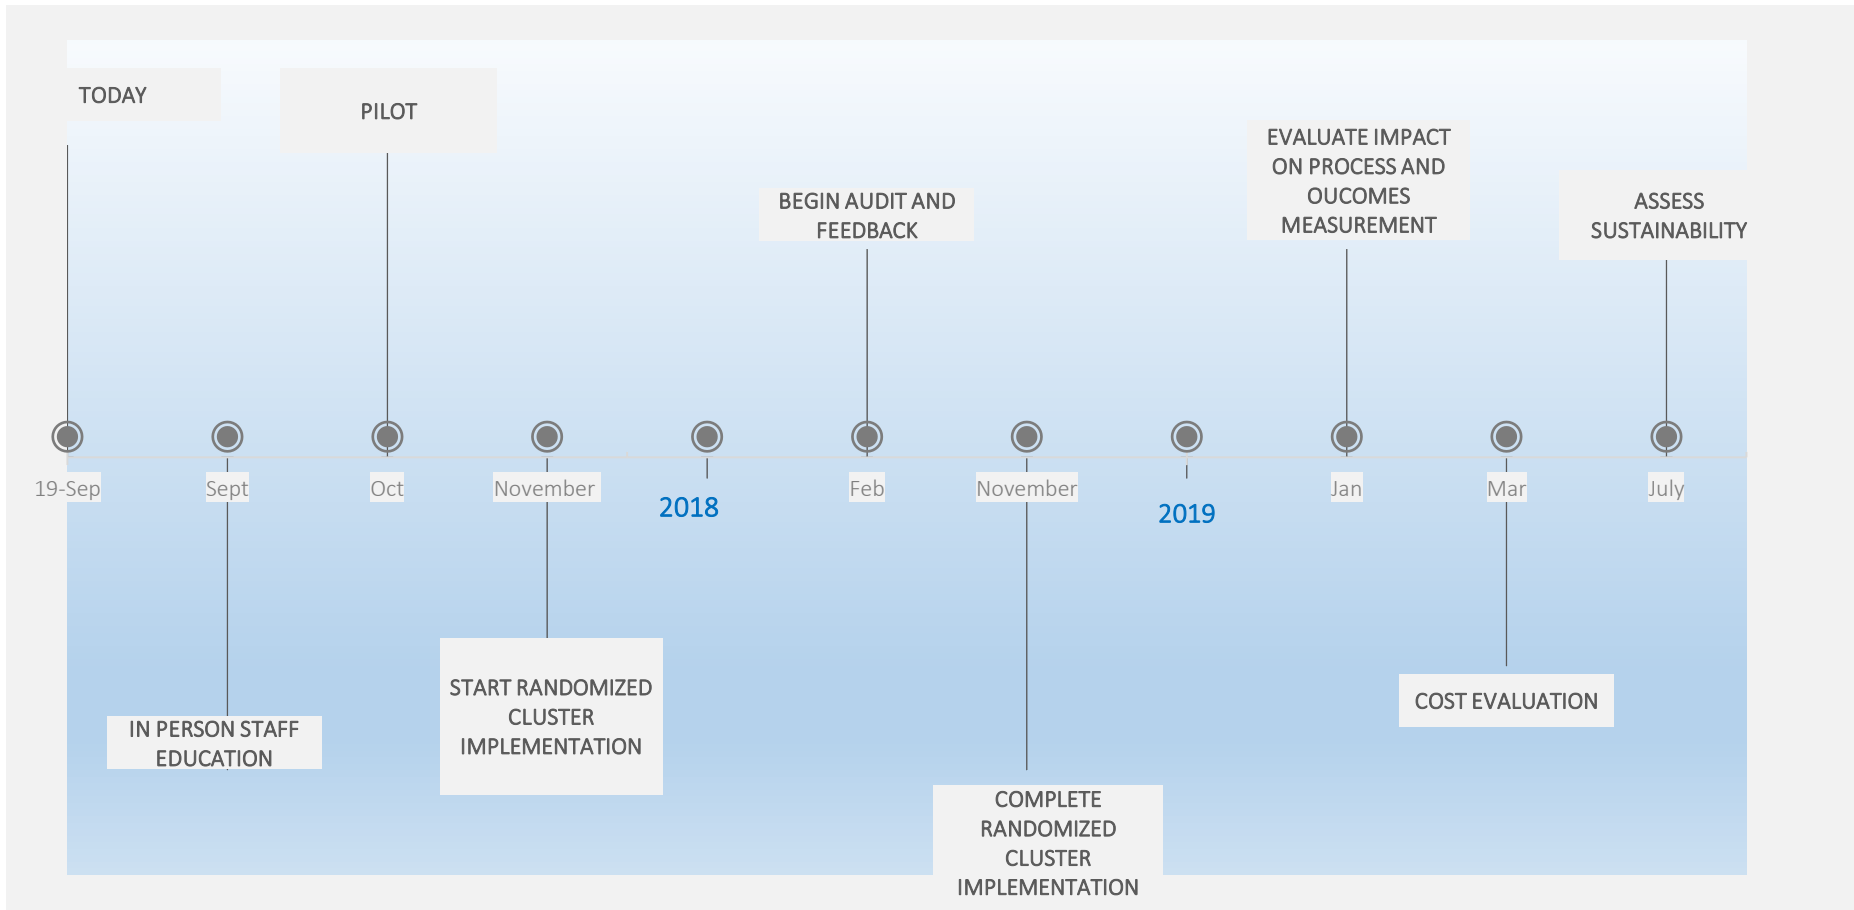 TODAY
PILOT
BEGIN AUDIT AND
FEEDBACK
EVALUATE IMPACT
ON PROCESS AND
OUCOMES
MEASUREMENT
ASSESS
SUSTAINABILITY
19-Sep
Sept
Oct
November
2018
Feb
November
2019
Jan
Mar
July
IN PERSON STAFF
EDUCATION
START RANDOMIZED
CLUSTER
IMPLEMENTATION
COMPLETE
RANDOMIZED
CLUSTER
IMPLEMENTATION
COST EVALUATION